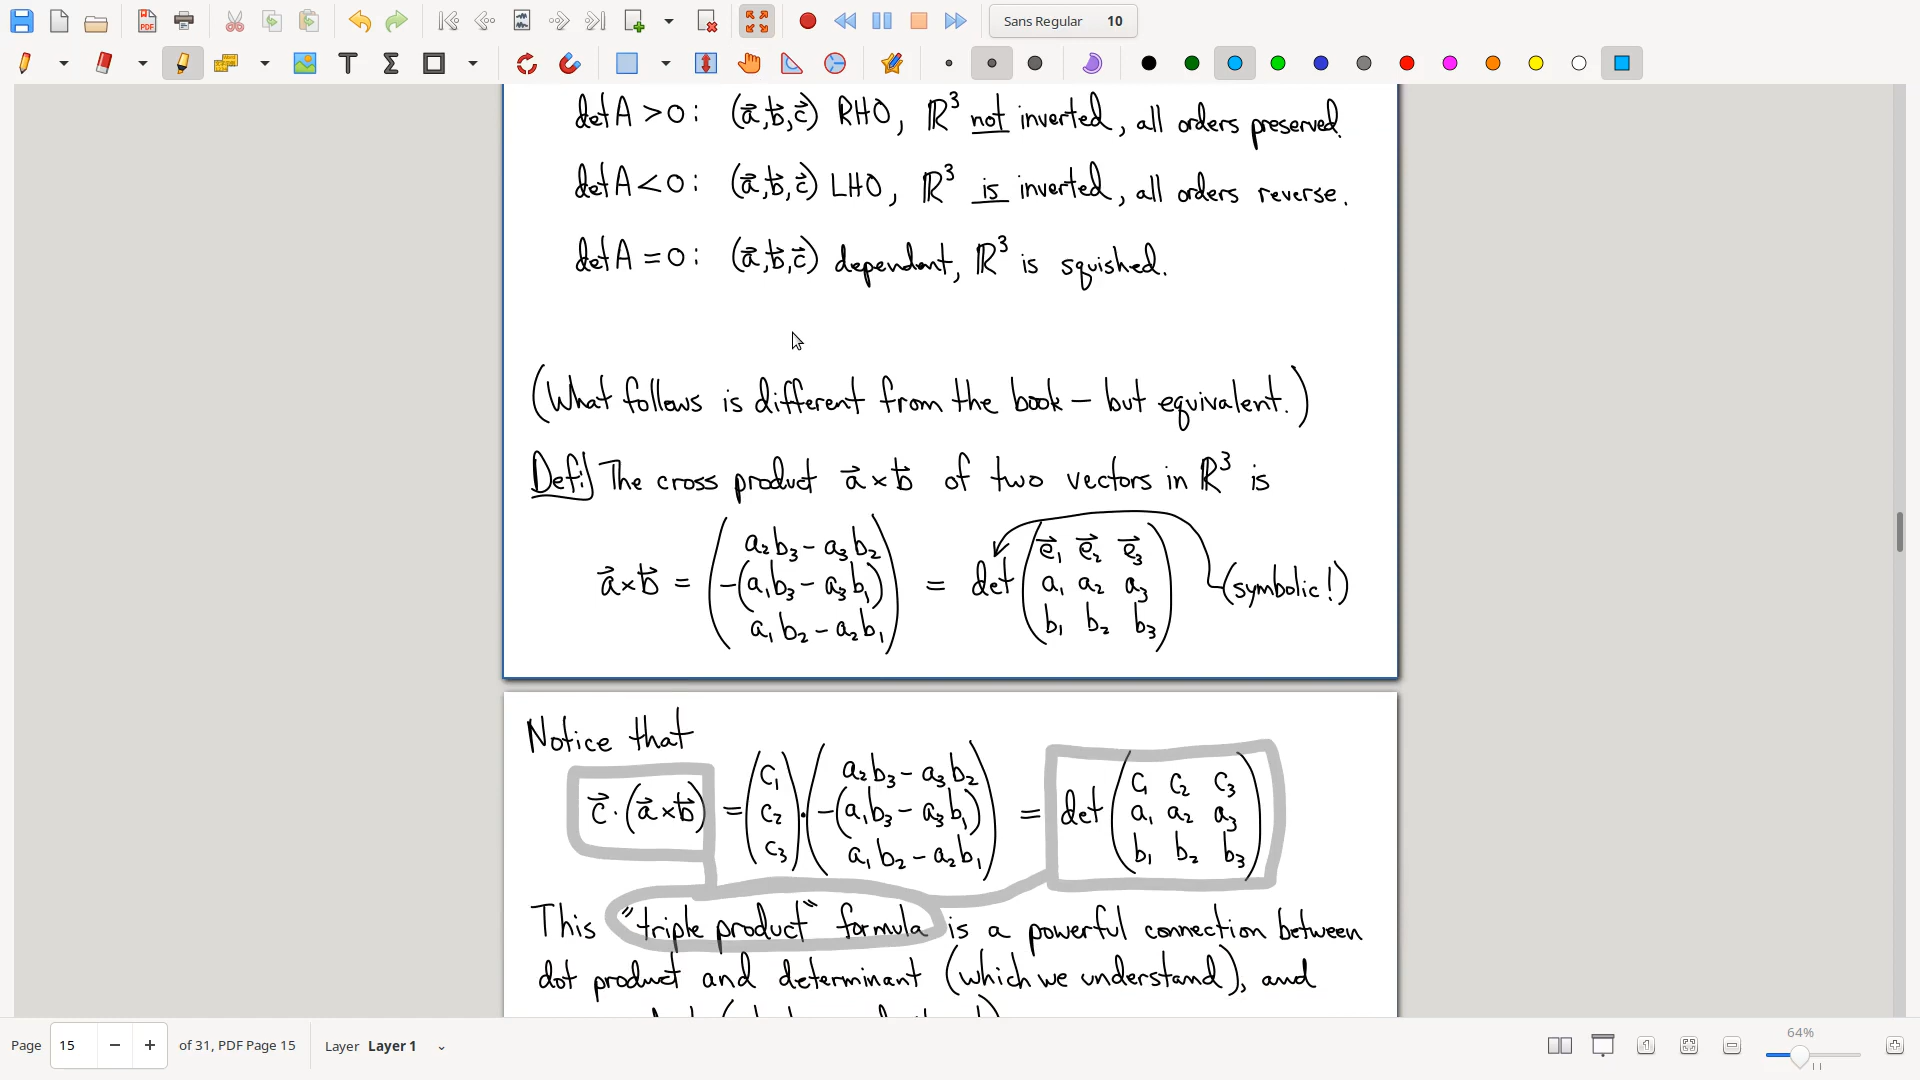 Sans Regular 10
det A > 0: (a⃗, b⃗, c⃗) RHO, ℝ³ not inverted, all orders preserved.
det A < 0: (a⃗, b⃗, c⃗) LHO, ℝ³ is inverted, all orders reverse.
det A = 0: (a⃗, b⃗, c⃗) dependent, ℝ³ is squished.
(What follows is different from the book – but equivalent.)
Def: The cross product a⃗ × b⃗ of two vectors in ℝ³ is
a⃗ × b⃗ = (a₂b₃ − a₃b₂, −(a₁b₃ − a₃b₁), a₁b₂ − a₂b₁) = det (e⃗₁ e⃗₂ e⃗₃; a₁ a₂ a₃; b₁ b₂ b₃) (symbolic!)
Notice that
c⃗ · (a⃗ × b⃗) = (c₁, c₂, c₃) · (a₂b₃ − a₃b₂, −(a₁b₃ − a₃b₁), a₁b₂ − a₂b₁) = det (c₁ c₂ c₃; a₁ a₂ a₃; b₁ b₂ b₃)
This "triple product" formula is a powerful connection between
dot product and determinant (which we understand), and
Page 15 of 31, PDF Page 15 Layer Layer 1 64%